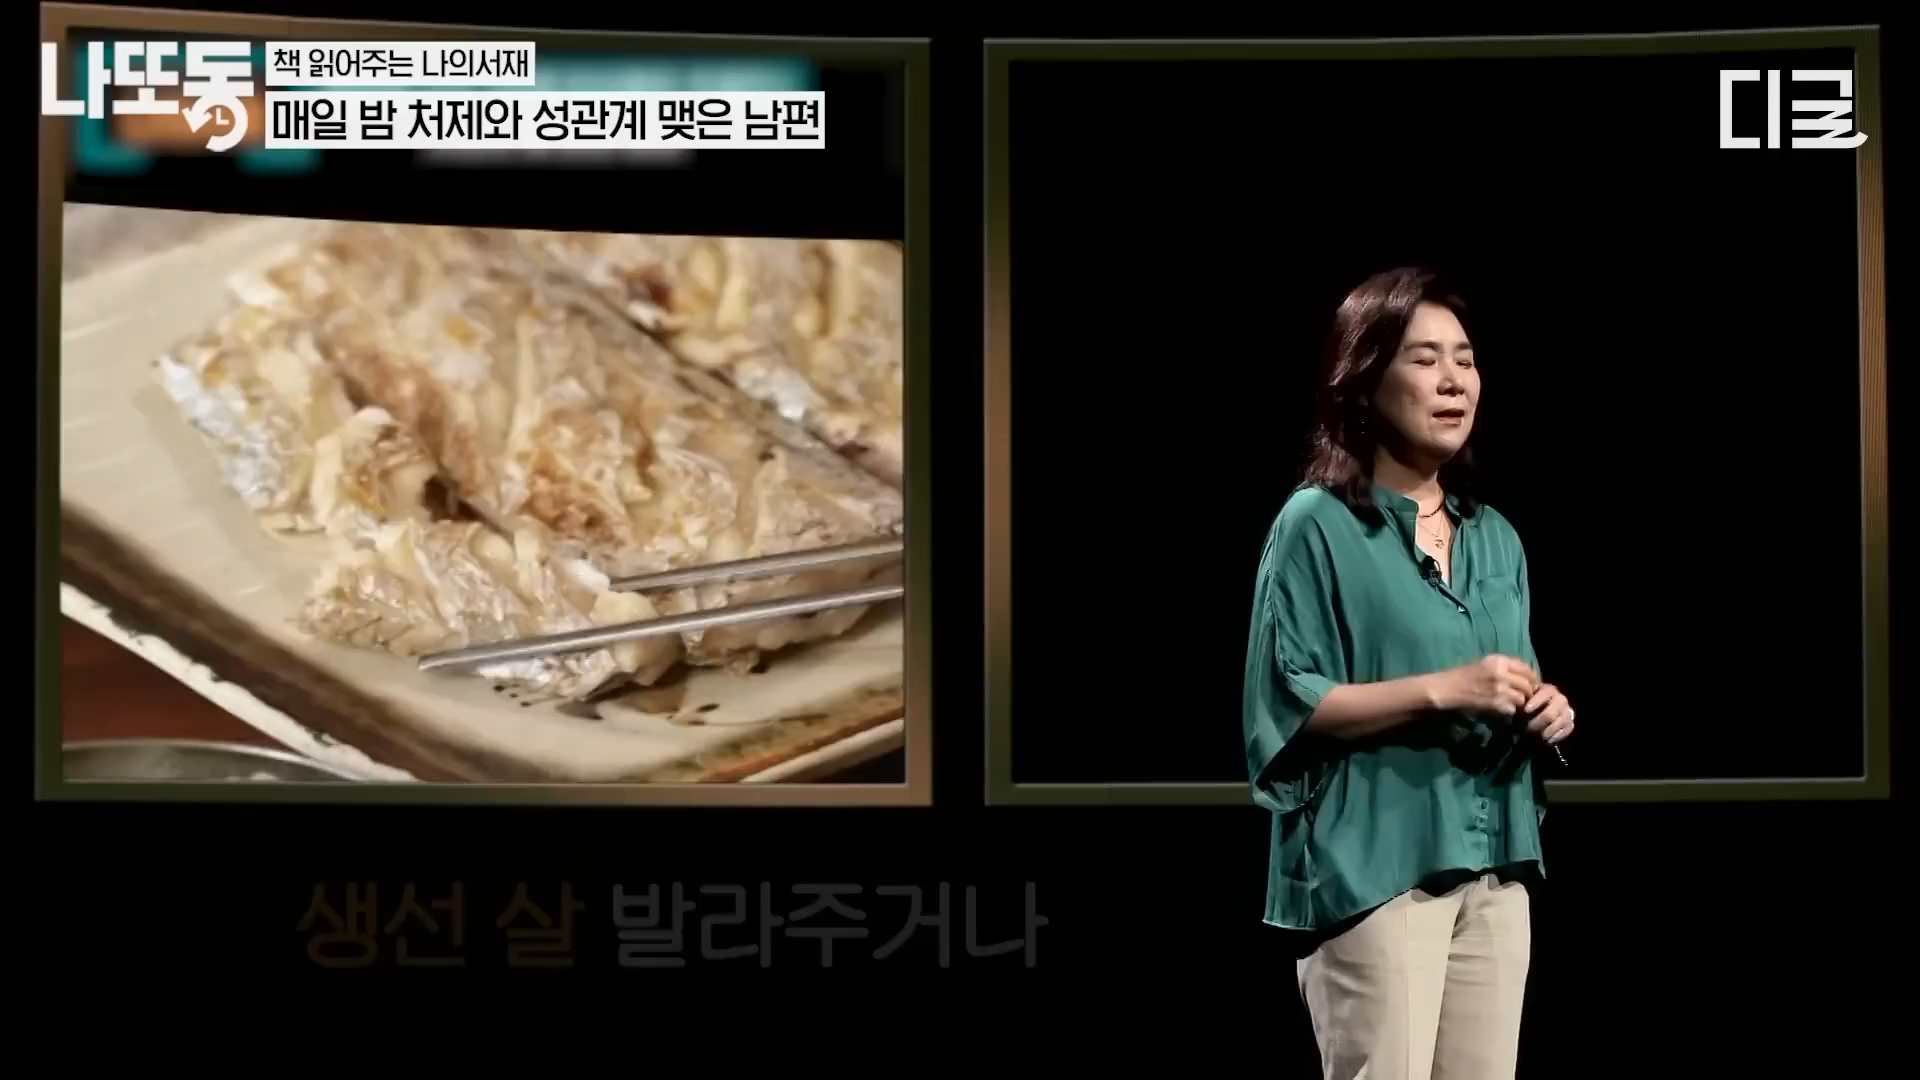 나또동
책 읽어주는 나의서재
매일 밤 처제와 성관계 맺은 남편
디글
생선 살 발라주거나